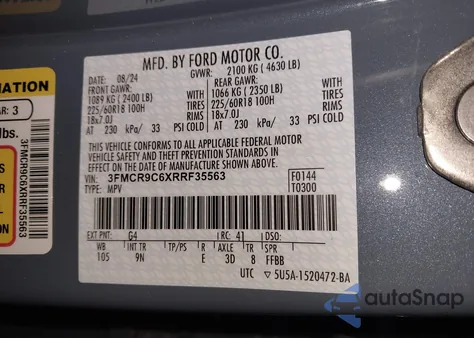 MFD. BY FORD MOTOR CO.
DATE: 08/24 GVWR: 2100 KG ( 4630 LB)
FRONT GAWR: REAR GAWR:
1089 KG ( 2400 LB) 1066 KG ( 2350 LB)
225/60R18 100H TIRES 225/60R18 100H TIRES
18x7.0J RIMS 18x7.0J RIMS
AT 230 kPa/ 33 PSI COLD AT 230 kPa/ 33 PSI COLD
THIS VEHICLE CONFORMS TO ALL APPLICABLE FEDERAL MOTOR
VEHICLE SAFETY AND THEFT PREVENTION STANDARDS IN
EFFECT ON THE DATE OF MANUFACTURE SHOWN ABOVE.
VIN: 3FMCR9C6XRRF35563 F0144
TYPE: MPV T0300
EXT PNT: G4 RC: 41 DSO:
WB INT TR TP/PS R AXLE TR SPR
105 9N E 3D 8 FFBB
UTC 5U5A-1520472-BA
MATION
AR: 3
lbs.
3FMCR9C6XRRF35563
autoSnap